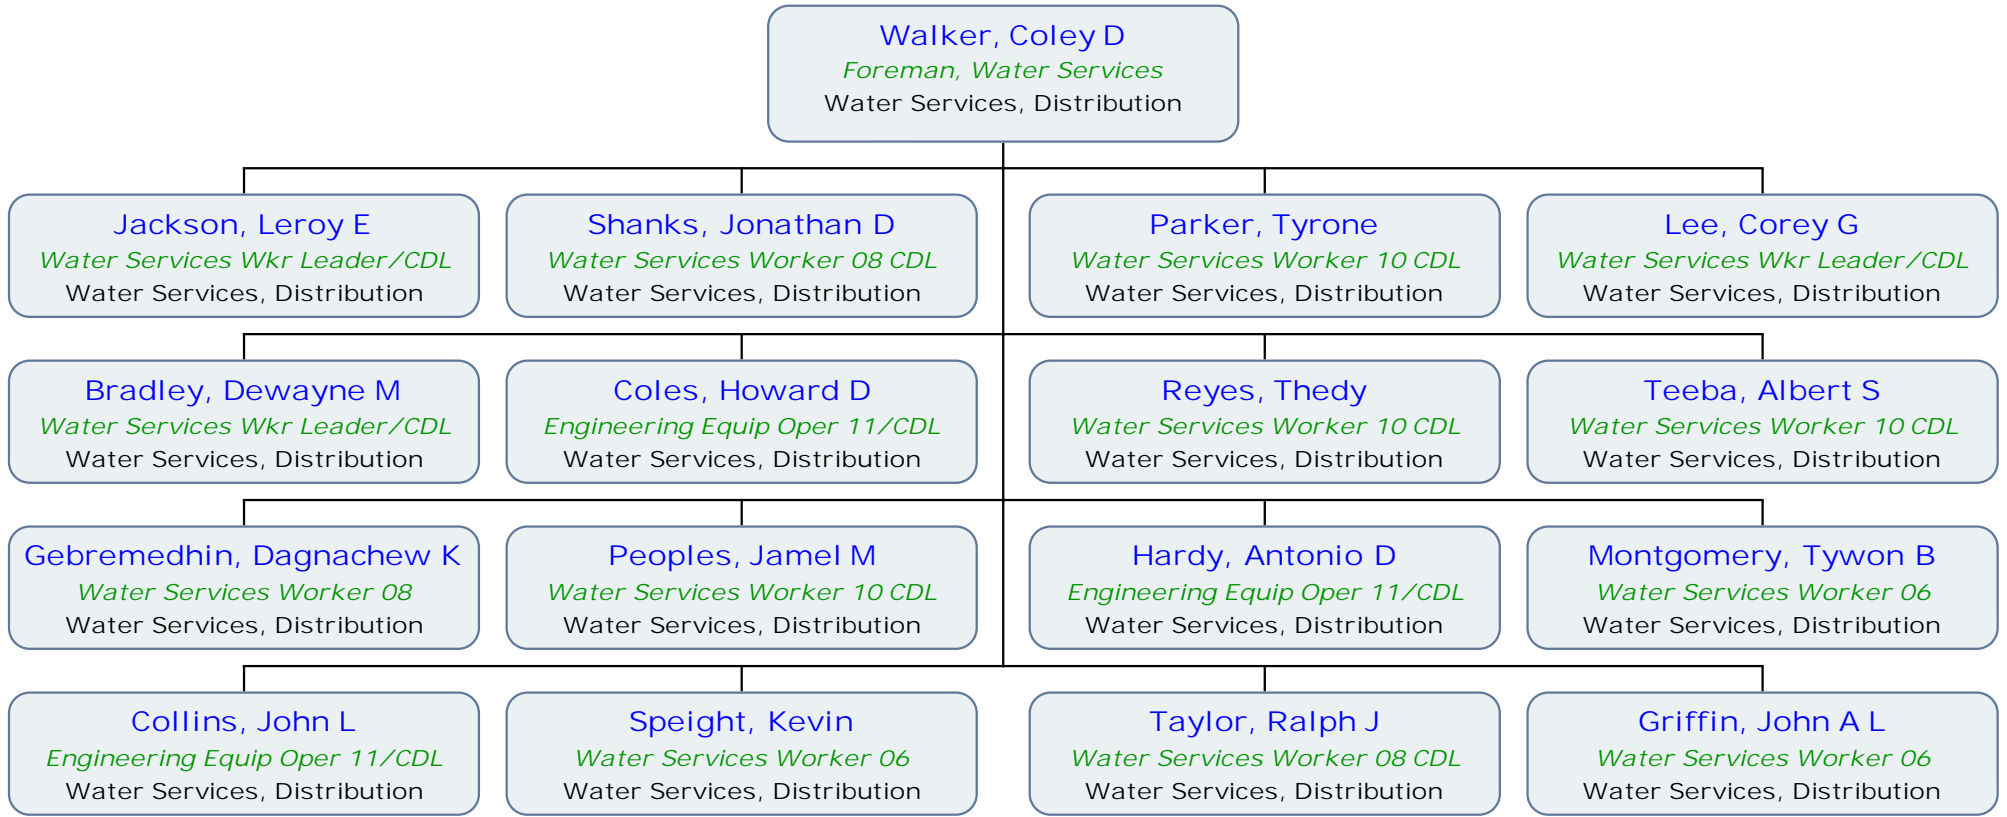 Walker, Coley D
Foreman, Water Services
Water Services, Distribution
Jackson, Leroy E
Water Services Wkr Leader/CDL
Water Services, Distribution
Shanks, Jonathan D
Water Services Worker 08 CDL
Water Services, Distribution
Parker, Tyrone
Water Services Worker 10 CDL
Water Services, Distribution
Lee, Corey G
Water Services Wkr Leader/CDL
Water Services, Distribution
Bradley, Dewayne M
Water Services Wkr Leader/CDL
Water Services, Distribution
Coles, Howard D
Engineering Equip Oper 11/CDL
Water Services, Distribution
Reyes, Thedy
Water Services Worker 10 CDL
Water Services, Distribution
Teeba, Albert S
Water Services Worker 10 CDL
Water Services, Distribution
Gebremedhin, Dagnachew K
Water Services Worker 08
Water Services, Distribution
Peoples, Jamel M
Water Services Worker 10 CDL
Water Services, Distribution
Hardy, Antonio D
Engineering Equip Oper 11/CDL
Water Services, Distribution
Montgomery, Tywon B
Water Services Worker 06
Water Services, Distribution
Collins, John L
Engineering Equip Oper 11/CDL
Water Services, Distribution
Speight, Kevin
Water Services Worker 06
Water Services, Distribution
Taylor, Ralph J
Water Services Worker 08 CDL
Water Services, Distribution
Griffin, John A L
Water Services Worker 06
Water Services, Distribution